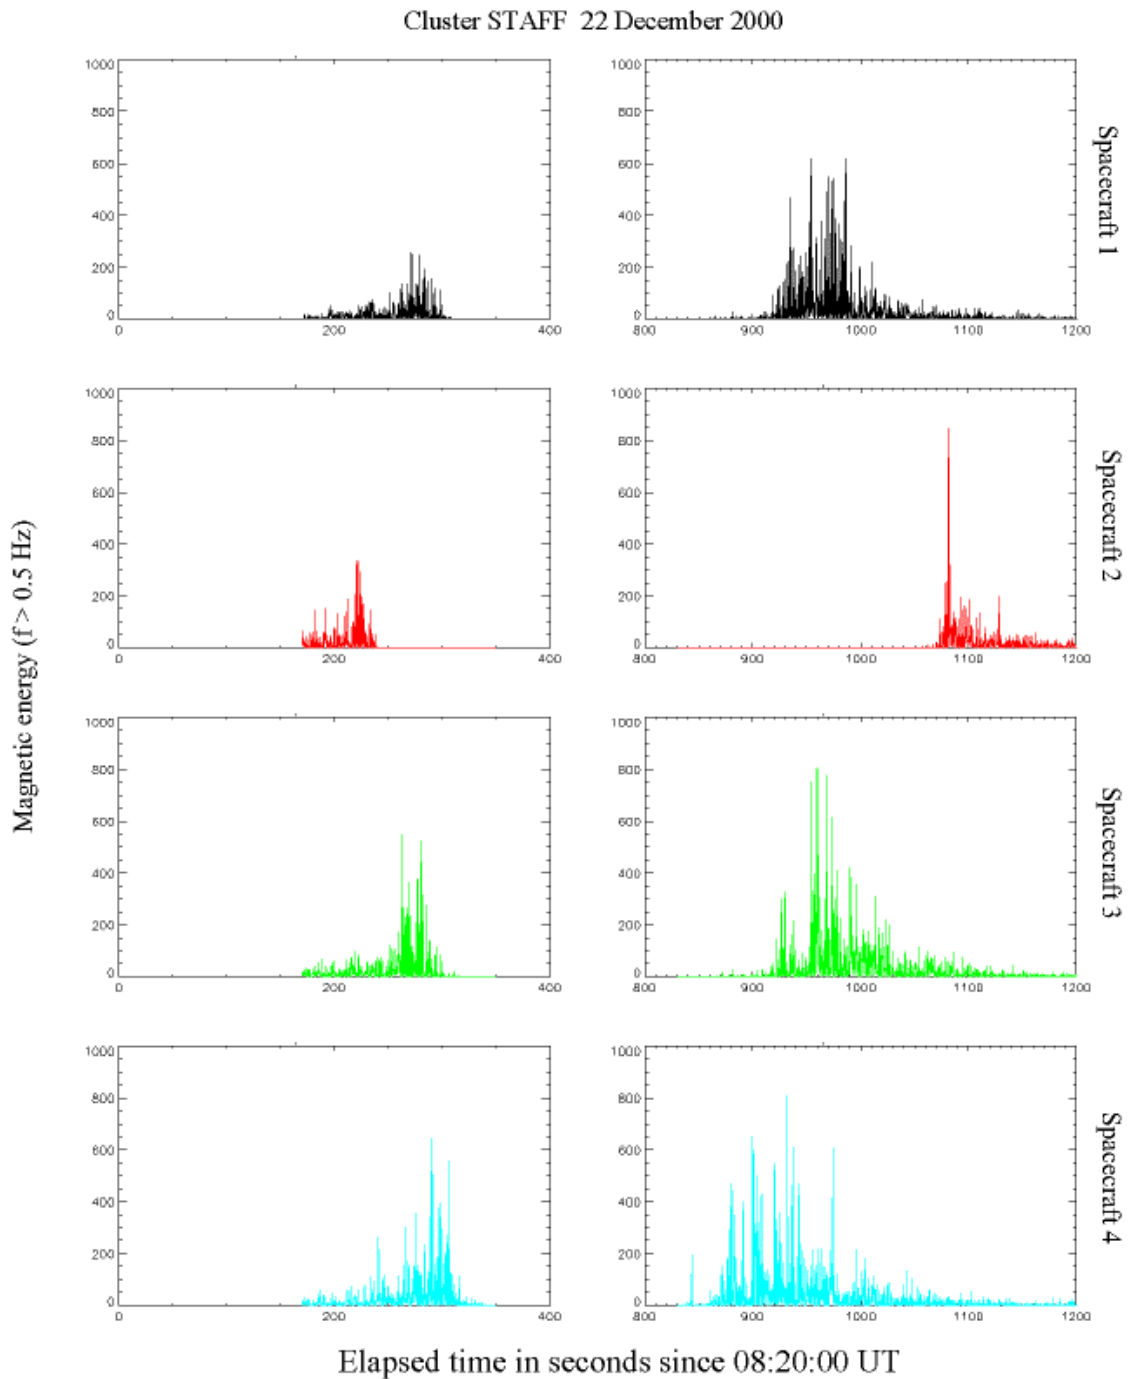 Cluster STAFF 22 December 2000
1000 1000
800 800
600 600
400 400
200 200
0 0
0 200 400 800 900 1000 1100 1200
Spacecraft 1
1000 1000
800 800
600 600
400 400
200 200
0 0
0 200 400 800 900 1000 1100 1200
Spacecraft 2
Magnetic energy (f > 0.5 Hz)
1000 1000
800 800
600 600
400 400
200 200
0 0
0 200 400 800 900 1000 1100 1200
Spacecraft 3
1000 1000
800 800
600 600
400 400
200 200
0 0
0 200 400 800 900 1000 1100 1200
Spacecraft 4
Elapsed time in seconds since 08:20:00 UT